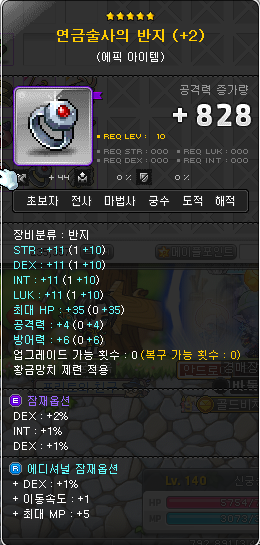 연금술사의 반지 (+2)
(에픽 아이템)
공격력 증가량
+828
REQ LEV : 10
REQ STR : 000 REQ LUK : 000
REQ DEX : 000 REQ INT : 000
+44 0% 0%
초보자 전사 마법사 궁수 도적 해적
장비분류 : 반지
STR : +11 (1 +10)
DEX : +11 (1 +10)
INT : +11 (1 +10)
LUK : +11 (1 +10)
최대 HP : +35 (0 +35)
공격력 : +4 (0 +4)
방어력 : +6 (0 +6)
업그레이드 가능 횟수 : 0 (복구 가능 횟수 : 0)
황금망치 제련 적용
E 잠재옵션
DEX : +2%
INT : +1%
DEX : +1%
R 에디셔널 잠재옵션
+ DEX : +1%
+ 이동속도 : +1
+ 최대 MP : +5
LV. 140
HP
MP